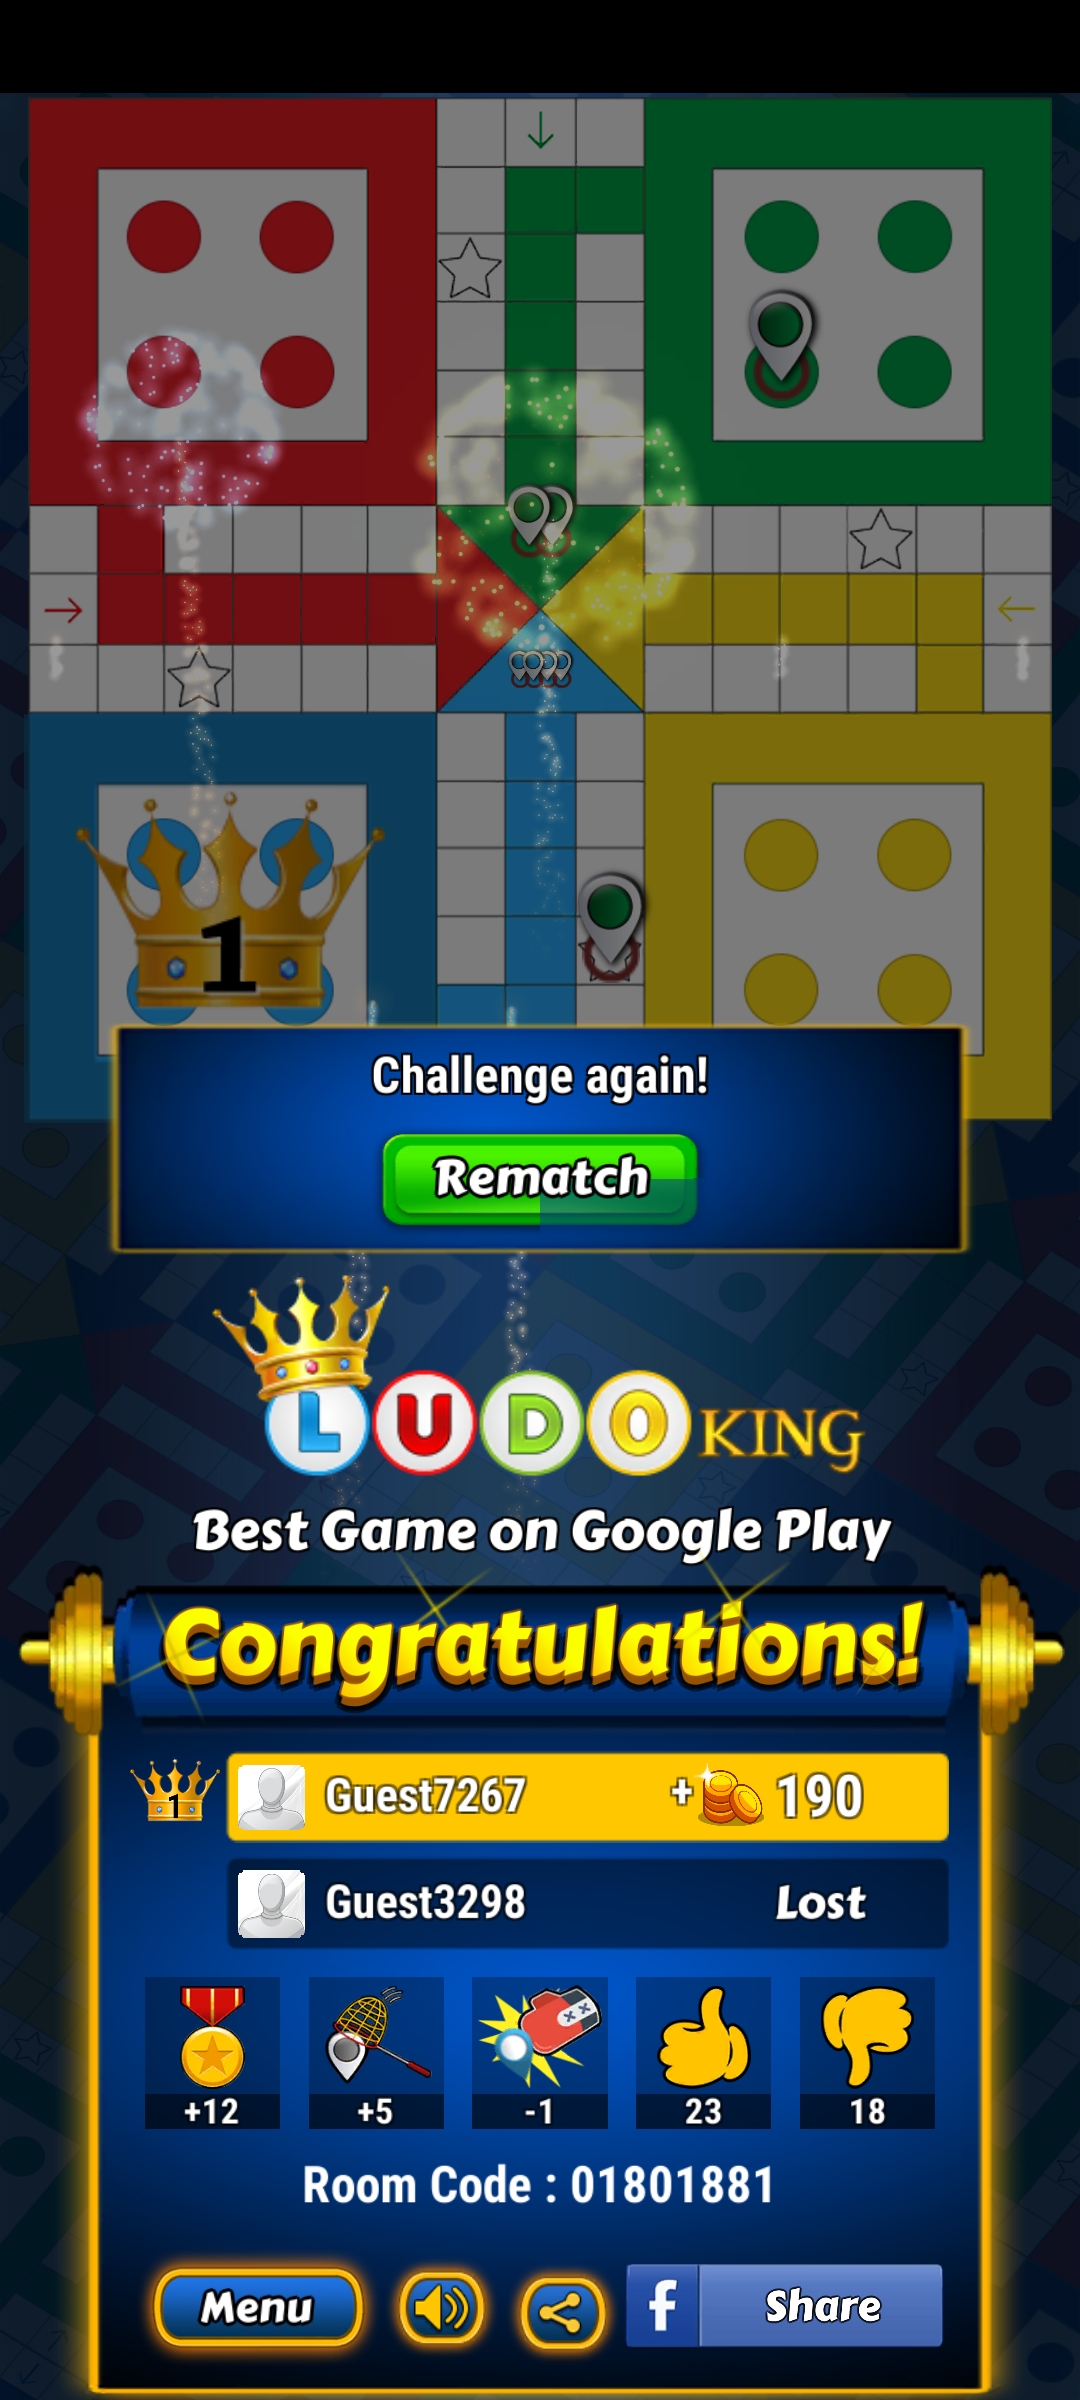 1
Challenge again!
Rematch
LUDO KING
Best Game on Google Play
Congratulations!
1 Guest7267 + 190
Guest3298 Lost
+12 +5 -1 23 18
Room Code : 01801881
Menu f Share